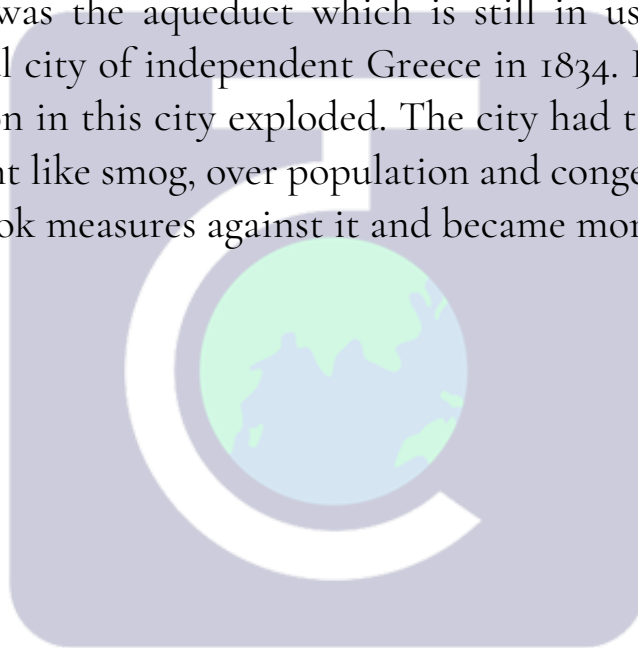 was the aqueduct which is still in us
l city of independent Greece in 1834. 
n in this city exploded. The city had t
nt like smog, over population and conge
ok measures against it and became mor